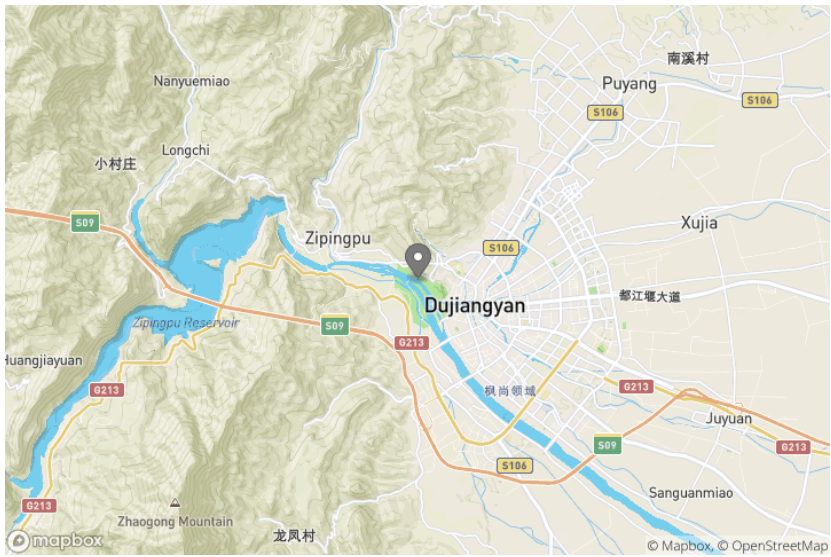 南溪村
Puyang
S106
S106
Nanyuemiao
Longchi
小村庄
S09
Xujia
Zipingpu
S106
都江堰大道
Dujiangyan
Zipingpu Reservoir
S09
G213
Huangjiayuan
G213
枫尚领域
G213
Juyuan
S09
G213
S106
Sanguanmiao
G213
Zhaogong Mountain
龙凤村
mapbox
© Mapbox, © OpenStreetMap